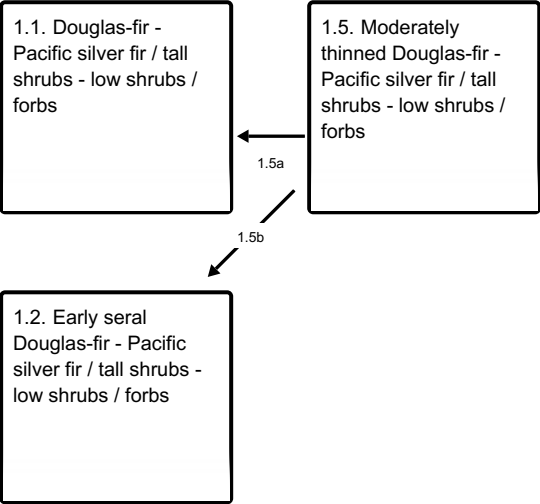 1.1. Douglas-fir -
Pacific silver fir / tall
shrubs - low shrubs /
forbs
1.5. Moderately
thinned Douglas-fir -
Pacific silver fir / tall
shrubs - low shrubs /
forbs
1.5a
1.5b
1.2. Early seral
Douglas-fir - Pacific
silver fir / tall shrubs -
low shrubs / forbs